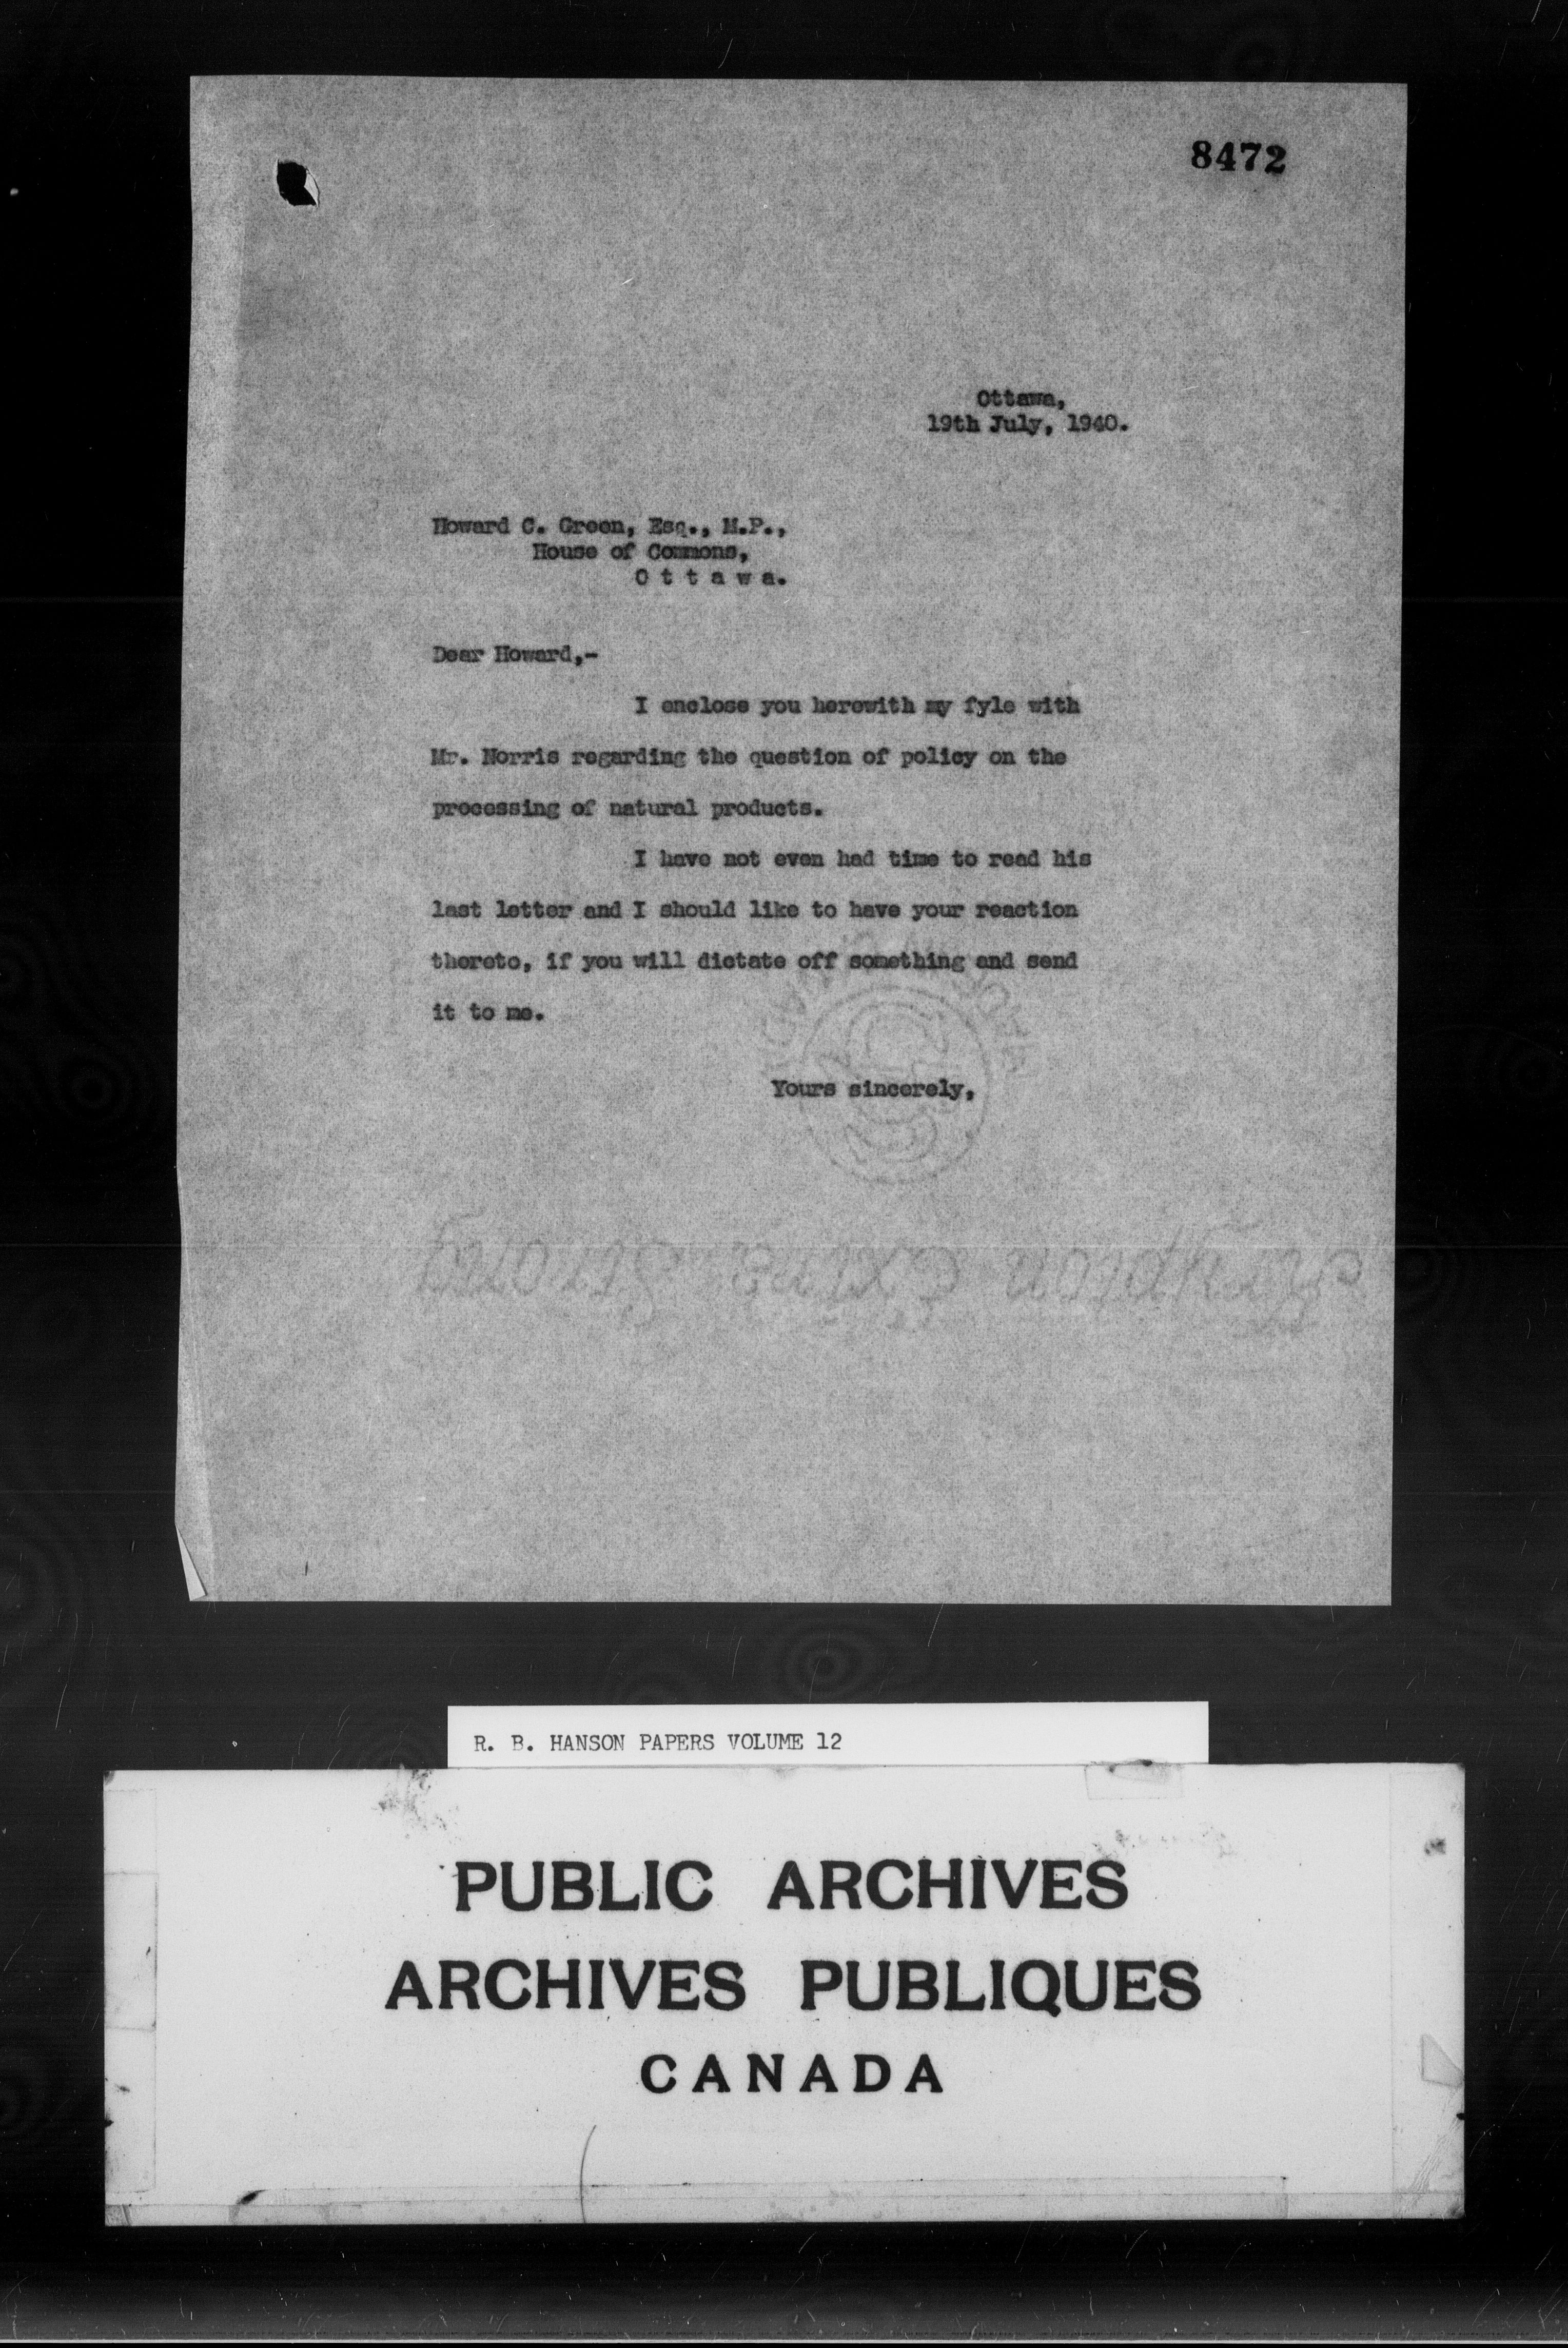 8472
Ottawa,
19th July, 1940.
Howard C. Green, Esq., M.P.,
House of Commons,
O t t a w a.
Dear Howard,-
I enclose you herewith my fyle with
Mr. Norris regarding the question of policy on the
processing of natural products.
I have not even had time to read his
last letter and I should like to have your reaction
thereto, if you will dictate off something and send
it to me.
Yours sincerely,
Krypton Extra Strong
R. B. HANSON PAPERS VOLUME 12
PUBLIC ARCHIVES
ARCHIVES PUBLIQUES
CANADA